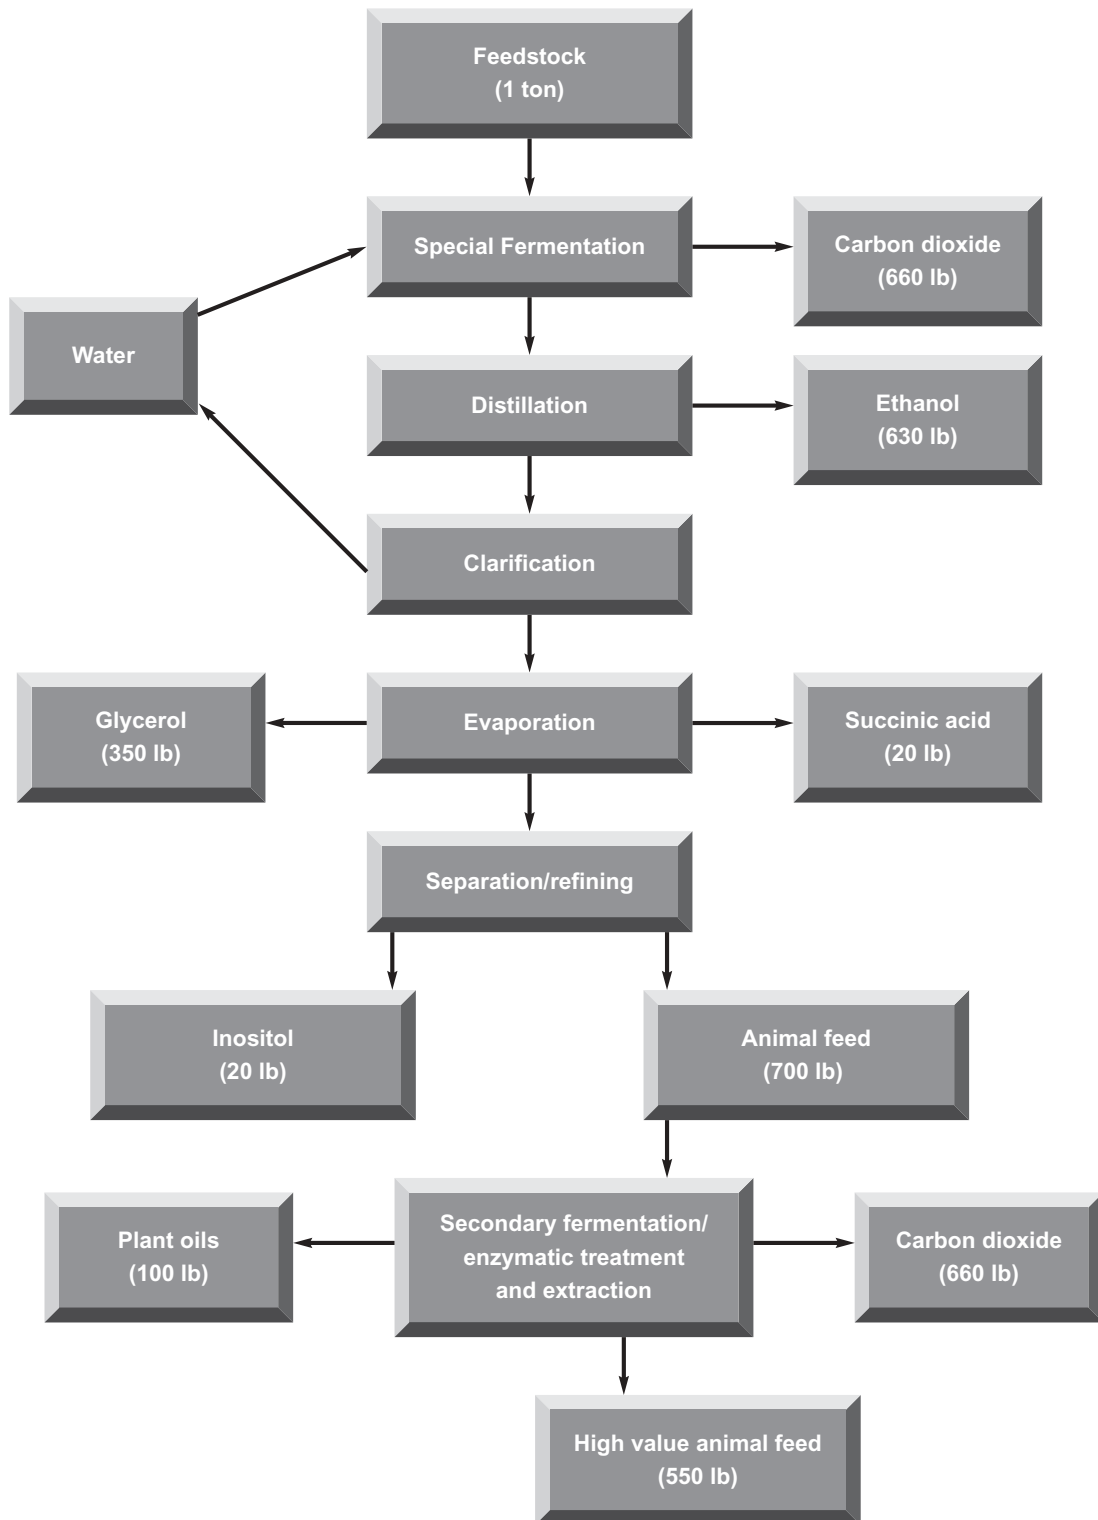 Feedstock
(1 ton)
Special Fermentation
Carbon dioxide
(660 lb)
Water
Distillation
Ethanol
(630 lb)
Clarification
Glycerol
(350 lb)
Evaporation
Succinic acid
(20 lb)
Separation/refining
Inositol
(20 lb)
Animal feed
(700 lb)
Plant oils
(100 lb)
Secondary fermentation/
enzymatic treatment
and extraction
Carbon dioxide
(660 lb)
High value animal feed
(550 lb)